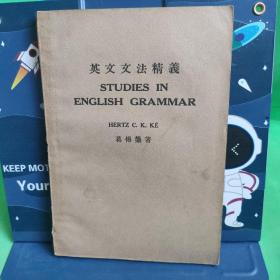 英文文法精義
STUDIES IN
ENGLISH GRAMMAR
HERTZ C. K. KÉ
葛傳槼著
KEEP MOT
Your